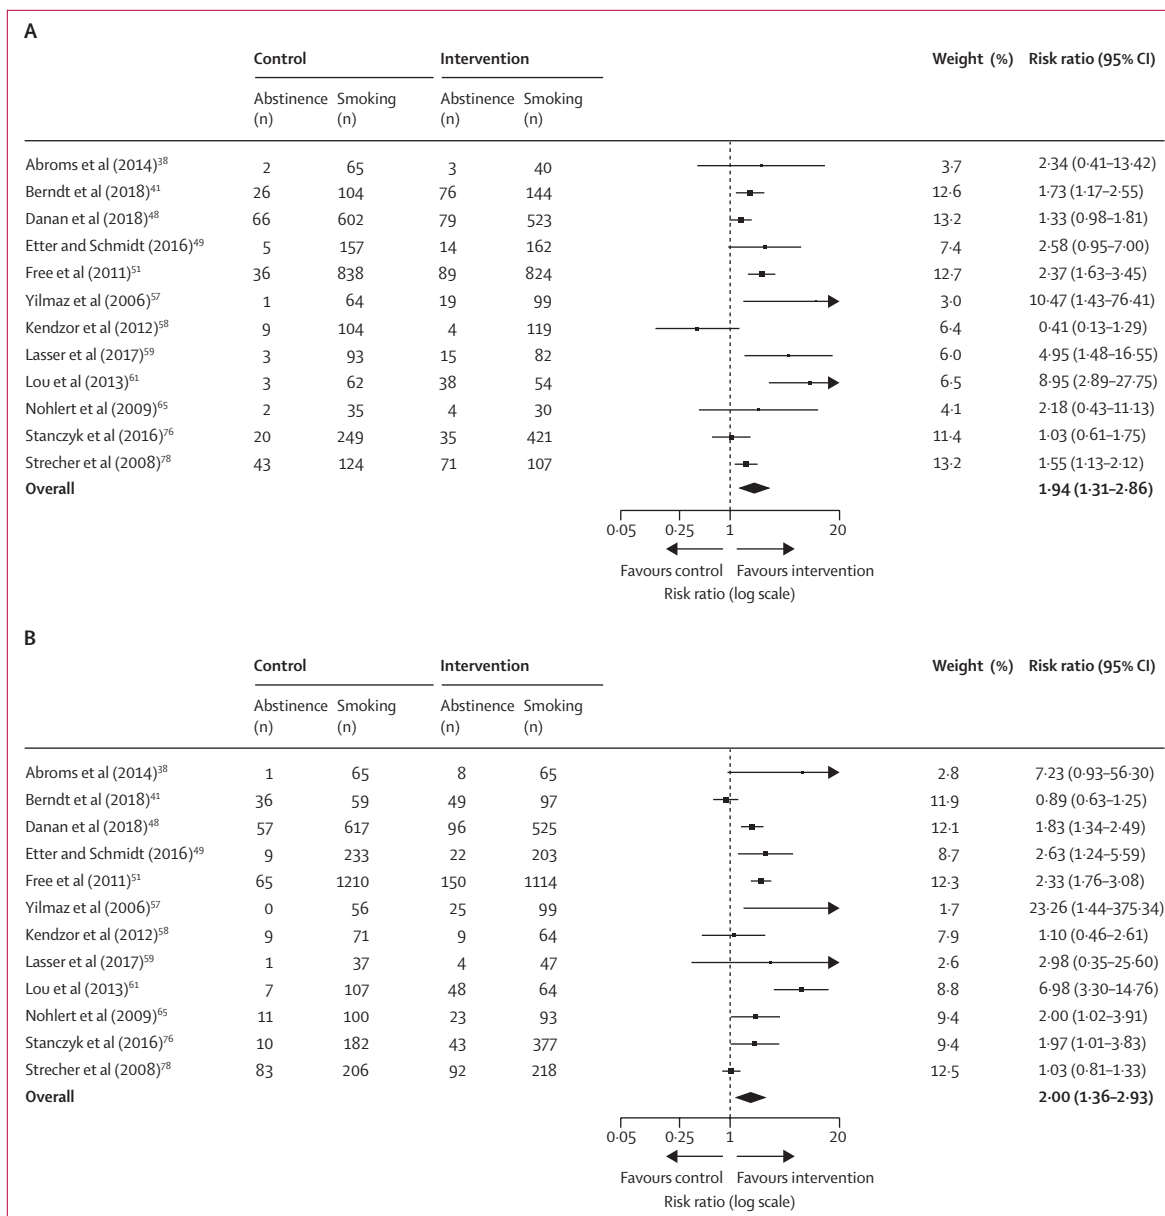 A
Control Intervention Weight (%) Risk ratio (95% CI)
Abstinence Smoking Abstinence Smoking
(n) (n) (n) (n)
Abroms et al (2014)³⁸ 2 65 3 40 3·7 2·34 (0·41–13·42)
Berndt et al (2018)⁴¹ 26 104 76 144 12·6 1·73 (1·17–2·55)
Danan et al (2018)⁴⁸ 66 602 79 523 13·2 1·33 (0·98–1·81)
Etter and Schmidt (2016)⁴⁹ 5 157 14 162 7·4 2·58 (0·95–7·00)
Free et al (2011)⁵¹ 36 838 89 824 12·7 2·37 (1·63–3·45)
Yilmaz et al (2006)⁵⁷ 1 64 19 99 3·0 10·47 (1·43–76·41)
Kendzor et al (2012)⁵⁸ 9 104 4 119 6·4 0·41 (0·13–1·29)
Lasser et al (2017)⁵⁹ 3 93 15 82 6·0 4·95 (1·48–16·55)
Lou et al (2013)⁶¹ 3 62 38 54 6·5 8·95 (2·89–27·75)
Nohlert et al (2009)⁶⁵ 2 35 4 30 4·1 2·18 (0·43–11·13)
Stanczyk et al (2016)⁷⁶ 20 249 35 421 11·4 1·03 (0·61–1·75)
Strecher et al (2008)⁷⁸ 43 124 71 107 13·2 1·55 (1·13–2·12)
Overall 1·94 (1·31–2·86)
0·05 0·25 1 20
Favours control Favours intervention
Risk ratio (log scale)
B
Control Intervention Weight (%) Risk ratio (95% CI)
Abstinence Smoking Abstinence Smoking
(n) (n) (n) (n)
Abroms et al (2014)³⁸ 1 65 8 65 2·8 7·23 (0·93–56·30)
Berndt et al (2018)⁴¹ 36 59 49 97 11·9 0·89 (0·63–1·25)
Danan et al (2018)⁴⁸ 57 617 96 525 12·1 1·83 (1·34–2·49)
Etter and Schmidt (2016)⁴⁹ 9 233 22 203 8·7 2·63 (1·24–5·59)
Free et al (2011)⁵¹ 65 1210 150 1114 12·3 2·33 (1·76–3·08)
Yilmaz et al (2006)⁵⁷ 0 56 25 99 1·7 23·26 (1·44–375·34)
Kendzor et al (2012)⁵⁸ 9 71 9 64 7·9 1·10 (0·46–2·61)
Lasser et al (2017)⁵⁹ 1 37 4 47 2·6 2·98 (0·35–25·60)
Lou et al (2013)⁶¹ 7 107 48 64 8·8 6·98 (3·30–14·76)
Nohlert et al (2009)⁶⁵ 11 100 23 93 9·4 2·00 (1·02–3·91)
Stanczyk et al (2016)⁷⁶ 10 182 43 377 9·4 1·97 (1·01–3·83)
Strecher et al (2008)⁷⁸ 83 206 92 218 12·5 1·03 (0·81–1·33)
Overall 2·00 (1·36–2·93)
0·05 0·25 1 20
Favours control Favours intervention
Risk ratio (log scale)